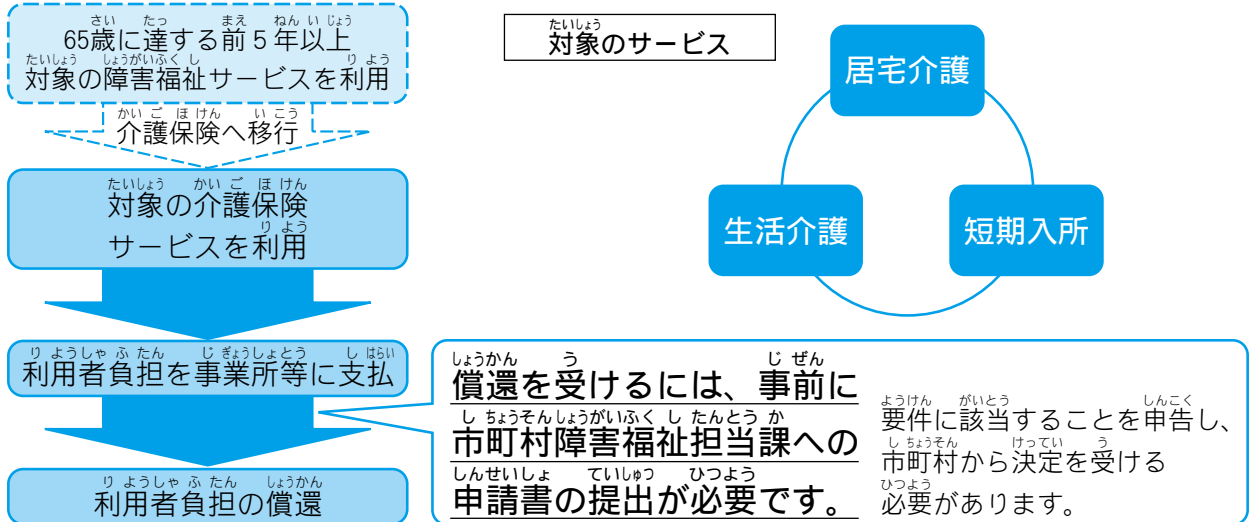 65歳に達する前５年以上
対象の障害福祉サービスを利用
介護保険へ移行
対象の介護保険
サービスを利用
利用者負担を事業所等に支払
利用者負担の償還
対象のサービス
居宅介護
生活介護
短期入所
償還を受けるには、事前に
市町村障害福祉担当課への
申請書の提出が必要です。
要件に該当することを申告し、
市町村から決定を受ける
必要があります。